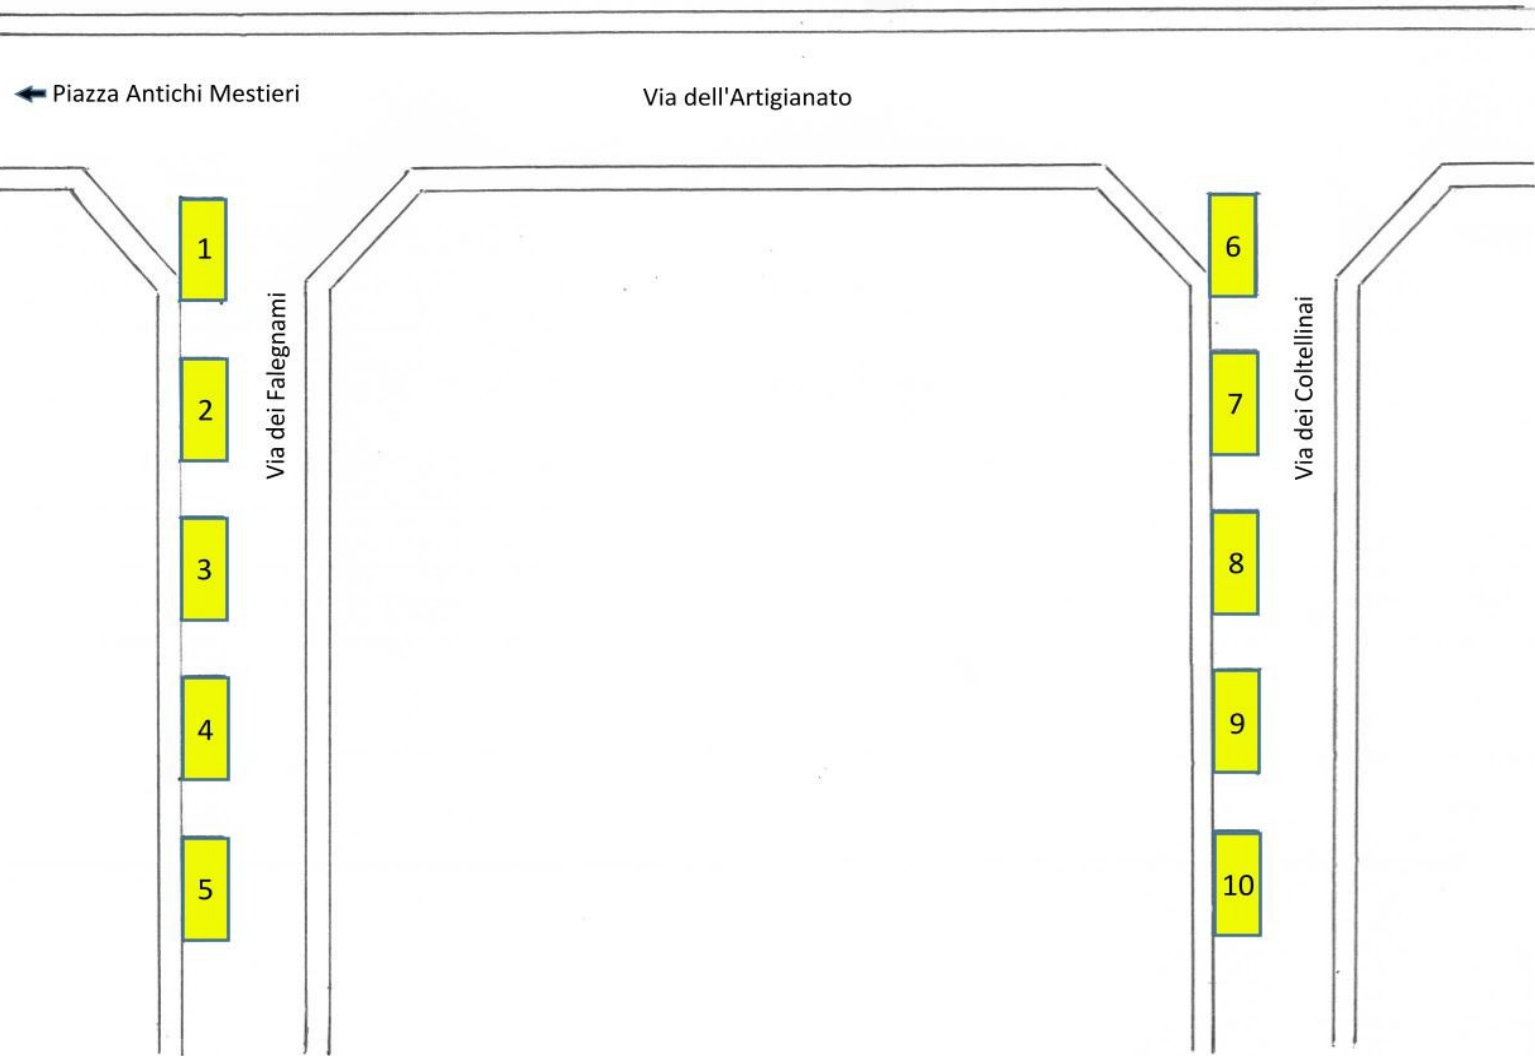 Piazza Antichi Mestieri
Via dell'Artigianato
1
2
3
4
5
Via dei Falegnami
6
7
8
9
10
Via dei Coltellinai